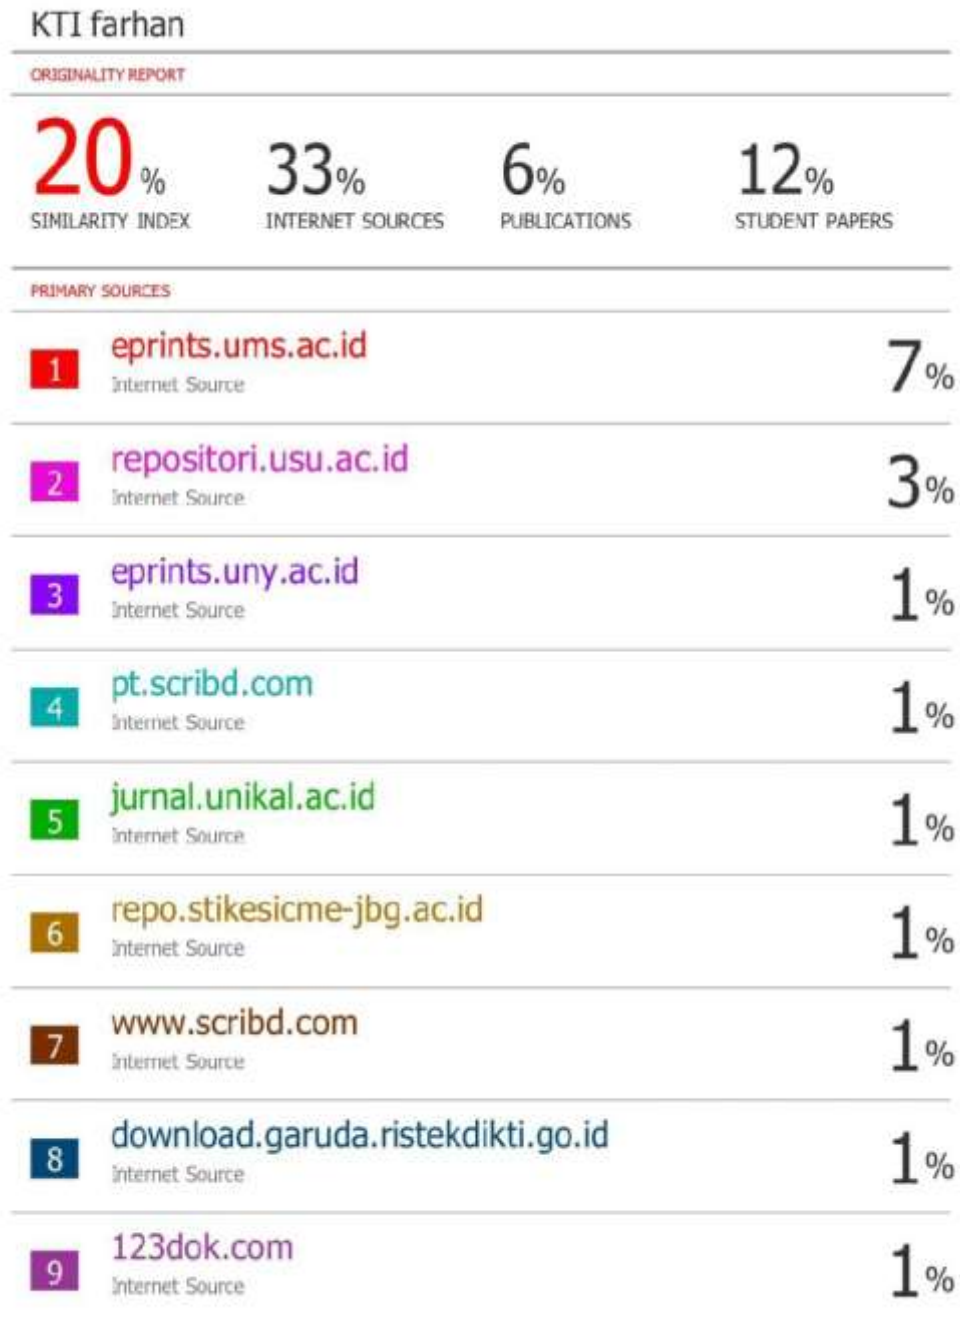 KTI farhan
ORIGINALITY REPORT
20% 33% 6% 12%
SIMILARITY INDEX INTERNET SOURCES PUBLICATIONS STUDENT PAPERS
PRIMARY SOURCES
1 eprints.ums.ac.id 7%
Internet Source
2 repositori.usu.ac.id 3%
Internet Source
3 eprints.uny.ac.id 1%
Internet Source
4 pt.scribd.com 1%
Internet Source
5 jurnal.unikal.ac.id 1%
Internet Source
6 repo.stikesicme-jbg.ac.id 1%
Internet Source
7 www.scribd.com 1%
Internet Source
8 download.garuda.ristekdikti.go.id 1%
Internet Source
9 123dok.com 1%
Internet Source